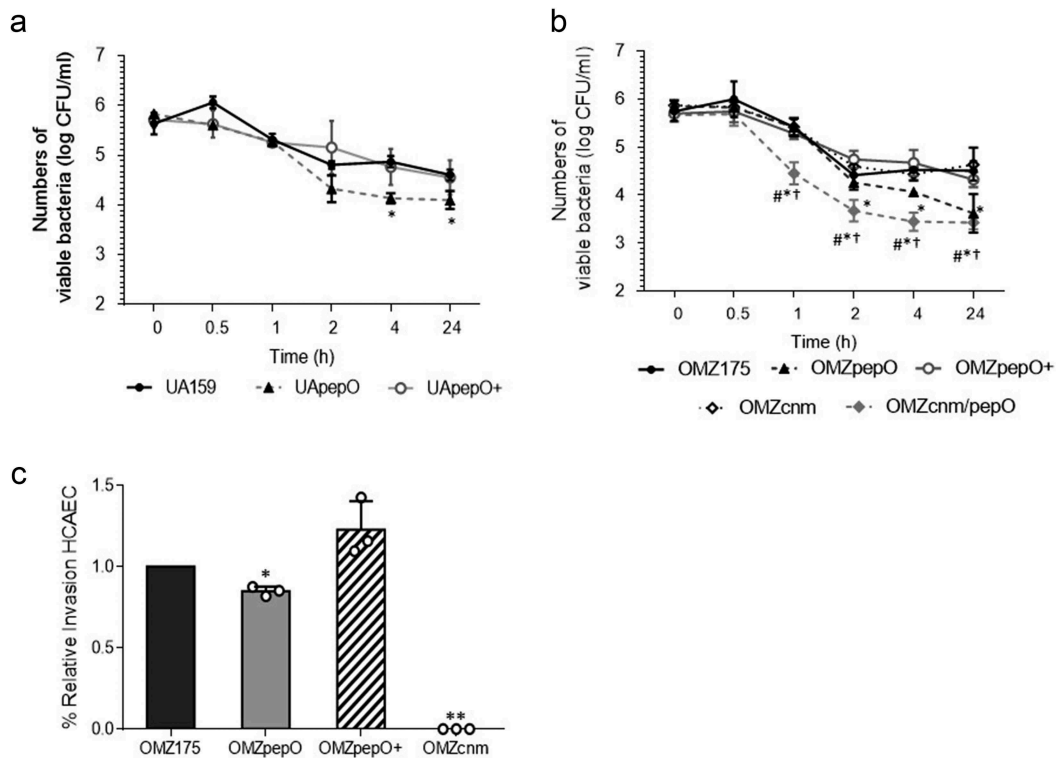 a
Numbers of
viable bacteria (log CFU/ml)
7
6
5
4
3
2
* *
0 0.5 1 2 4 24
Time (h)
UA159 UApepO UApepO+
b
Numbers of
viable bacteria (log CFU/ml)
7
6
5
4
3
2
#*† * * *
#*† #*† #*†
0 0.5 1 2 4 24
Time (h)
OMZ175 OMZpepO OMZpepO+
OMZcnm OMZcnm/pepO
c
% Relative Invasion HCAEC
1.5
1.0
0.5
0.0
*
**
OMZ175 OMZpepO OMZpepO+ OMZcnm